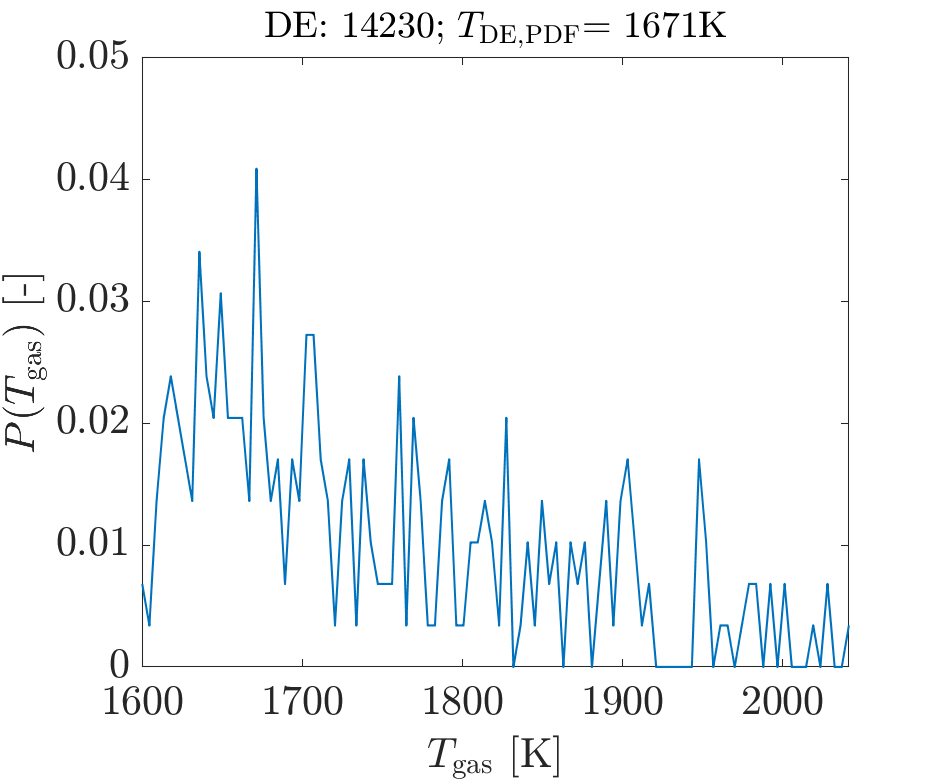 DE: 14230; T_DE,PDF= 1671K
0.05
0.04
0.03
0.02
0.01
0
P(T_gas) [-]
1600 1700 1800 1900 2000
T_gas [K]